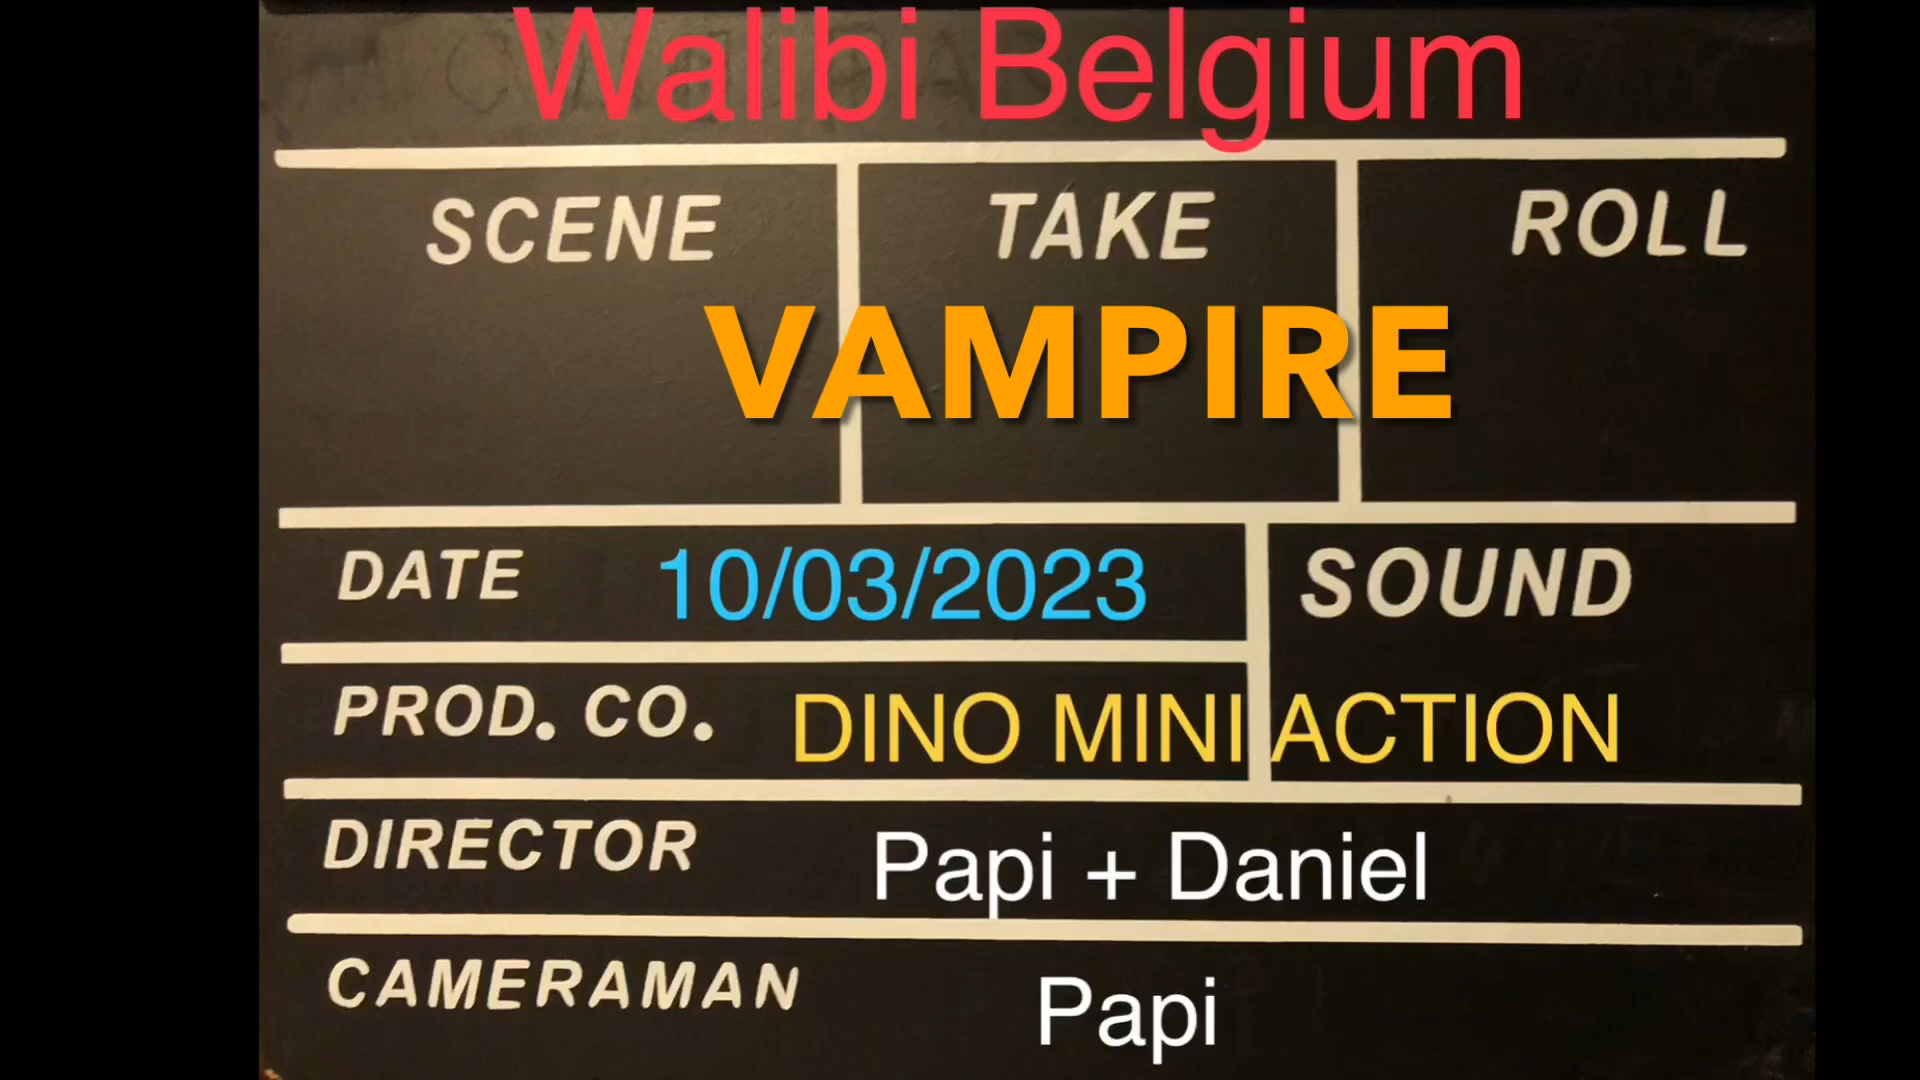 Walibi Belgium
SCENE TAKE ROLL
VAMPIRE
DATE 10/03/2023 SOUND
PROD. CO. DINO MINI ACTION
DIRECTOR Papi + Daniel
CAMERAMAN Papi